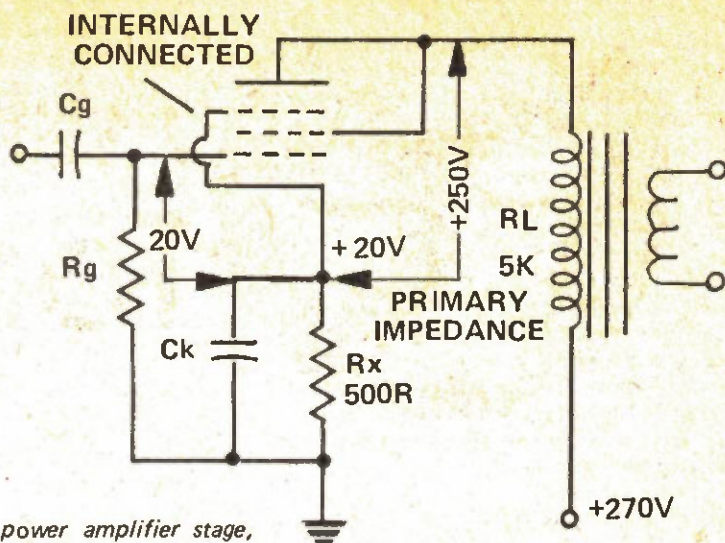 INTERNALLY
CONNECTED
Cg
+250V
20V
+20V
RL
5K
Rg
PRIMARY
IMPEDANCE
Ck
Rx
500R
+270V
power amplifier stage,